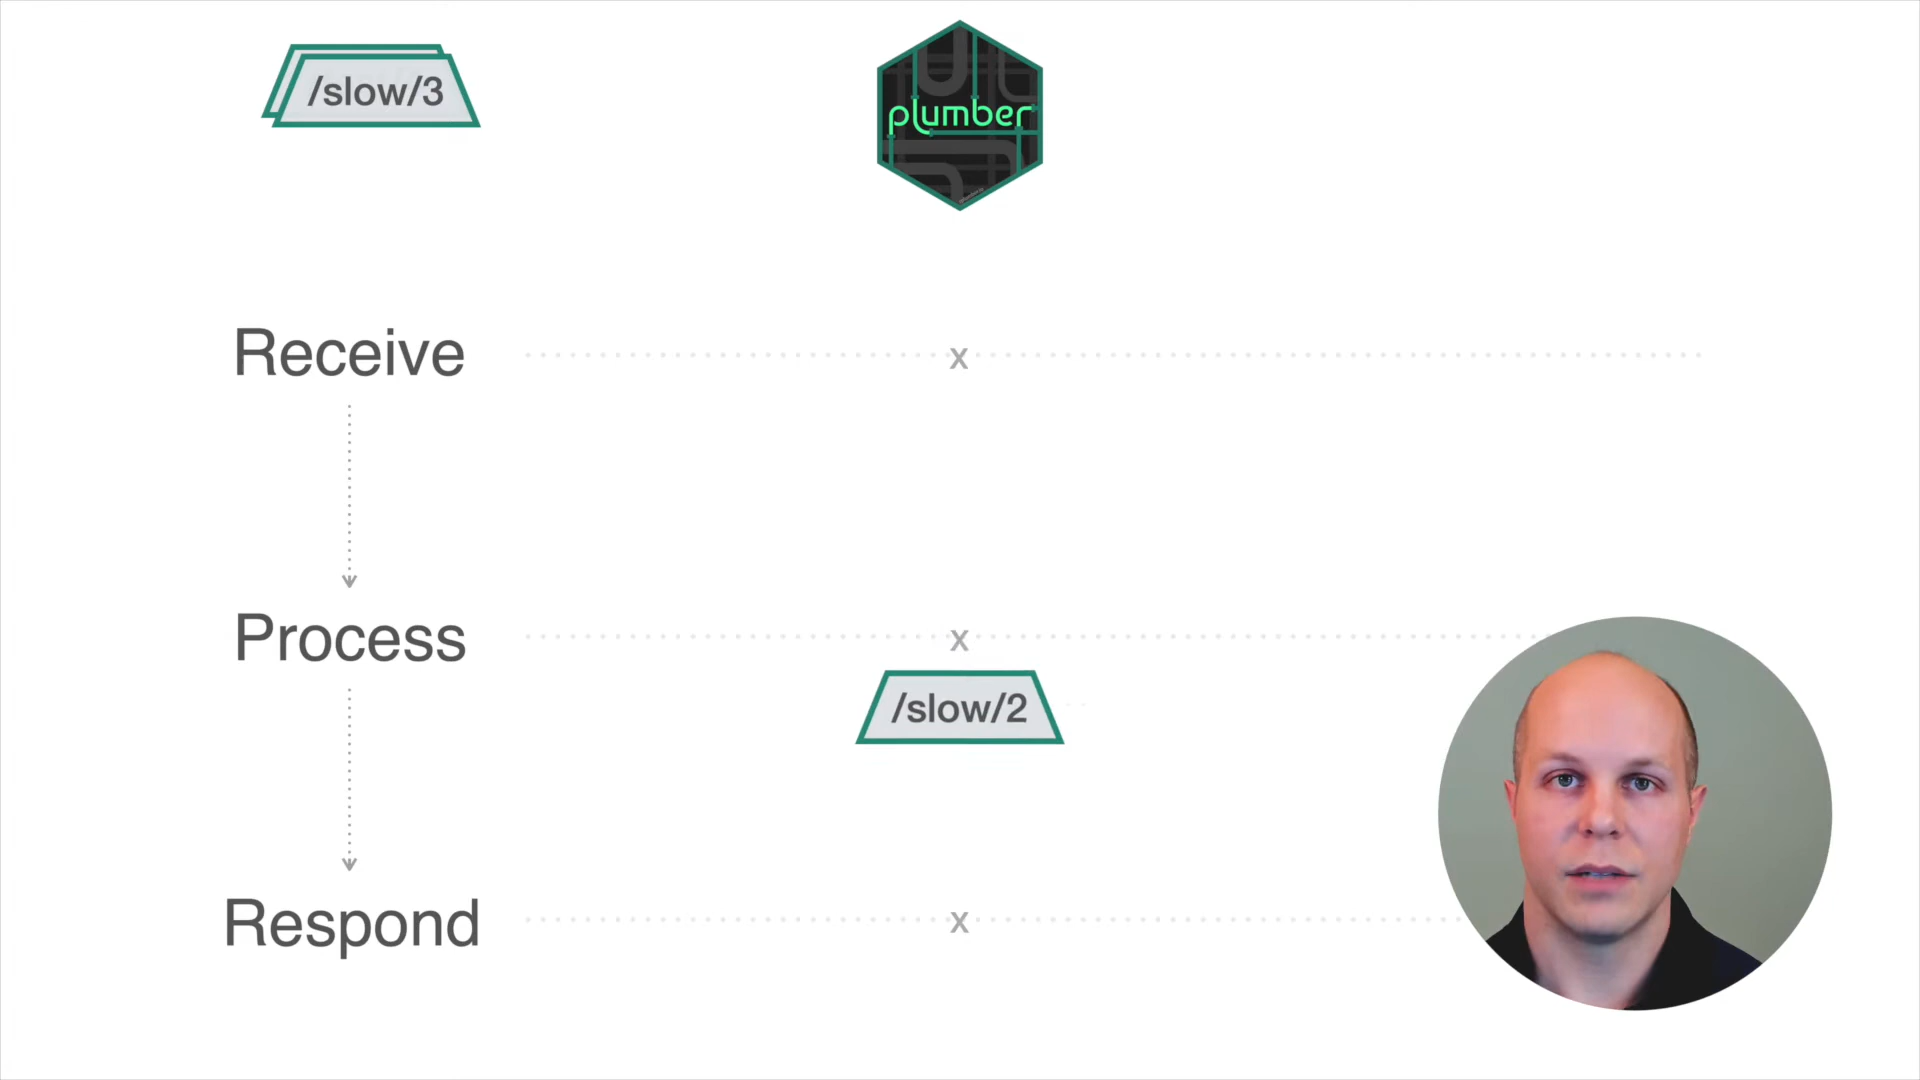 /slow/3
plumber
Receive
x
Process
x
/slow/2
Respond
x